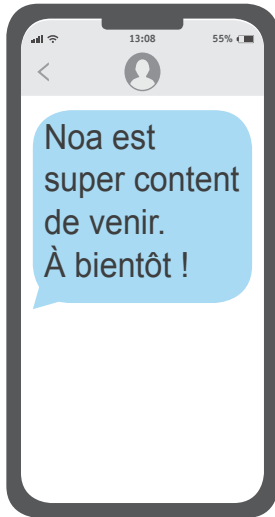 13:08
55%
Noa est
super content
de venir.
À bientôt !